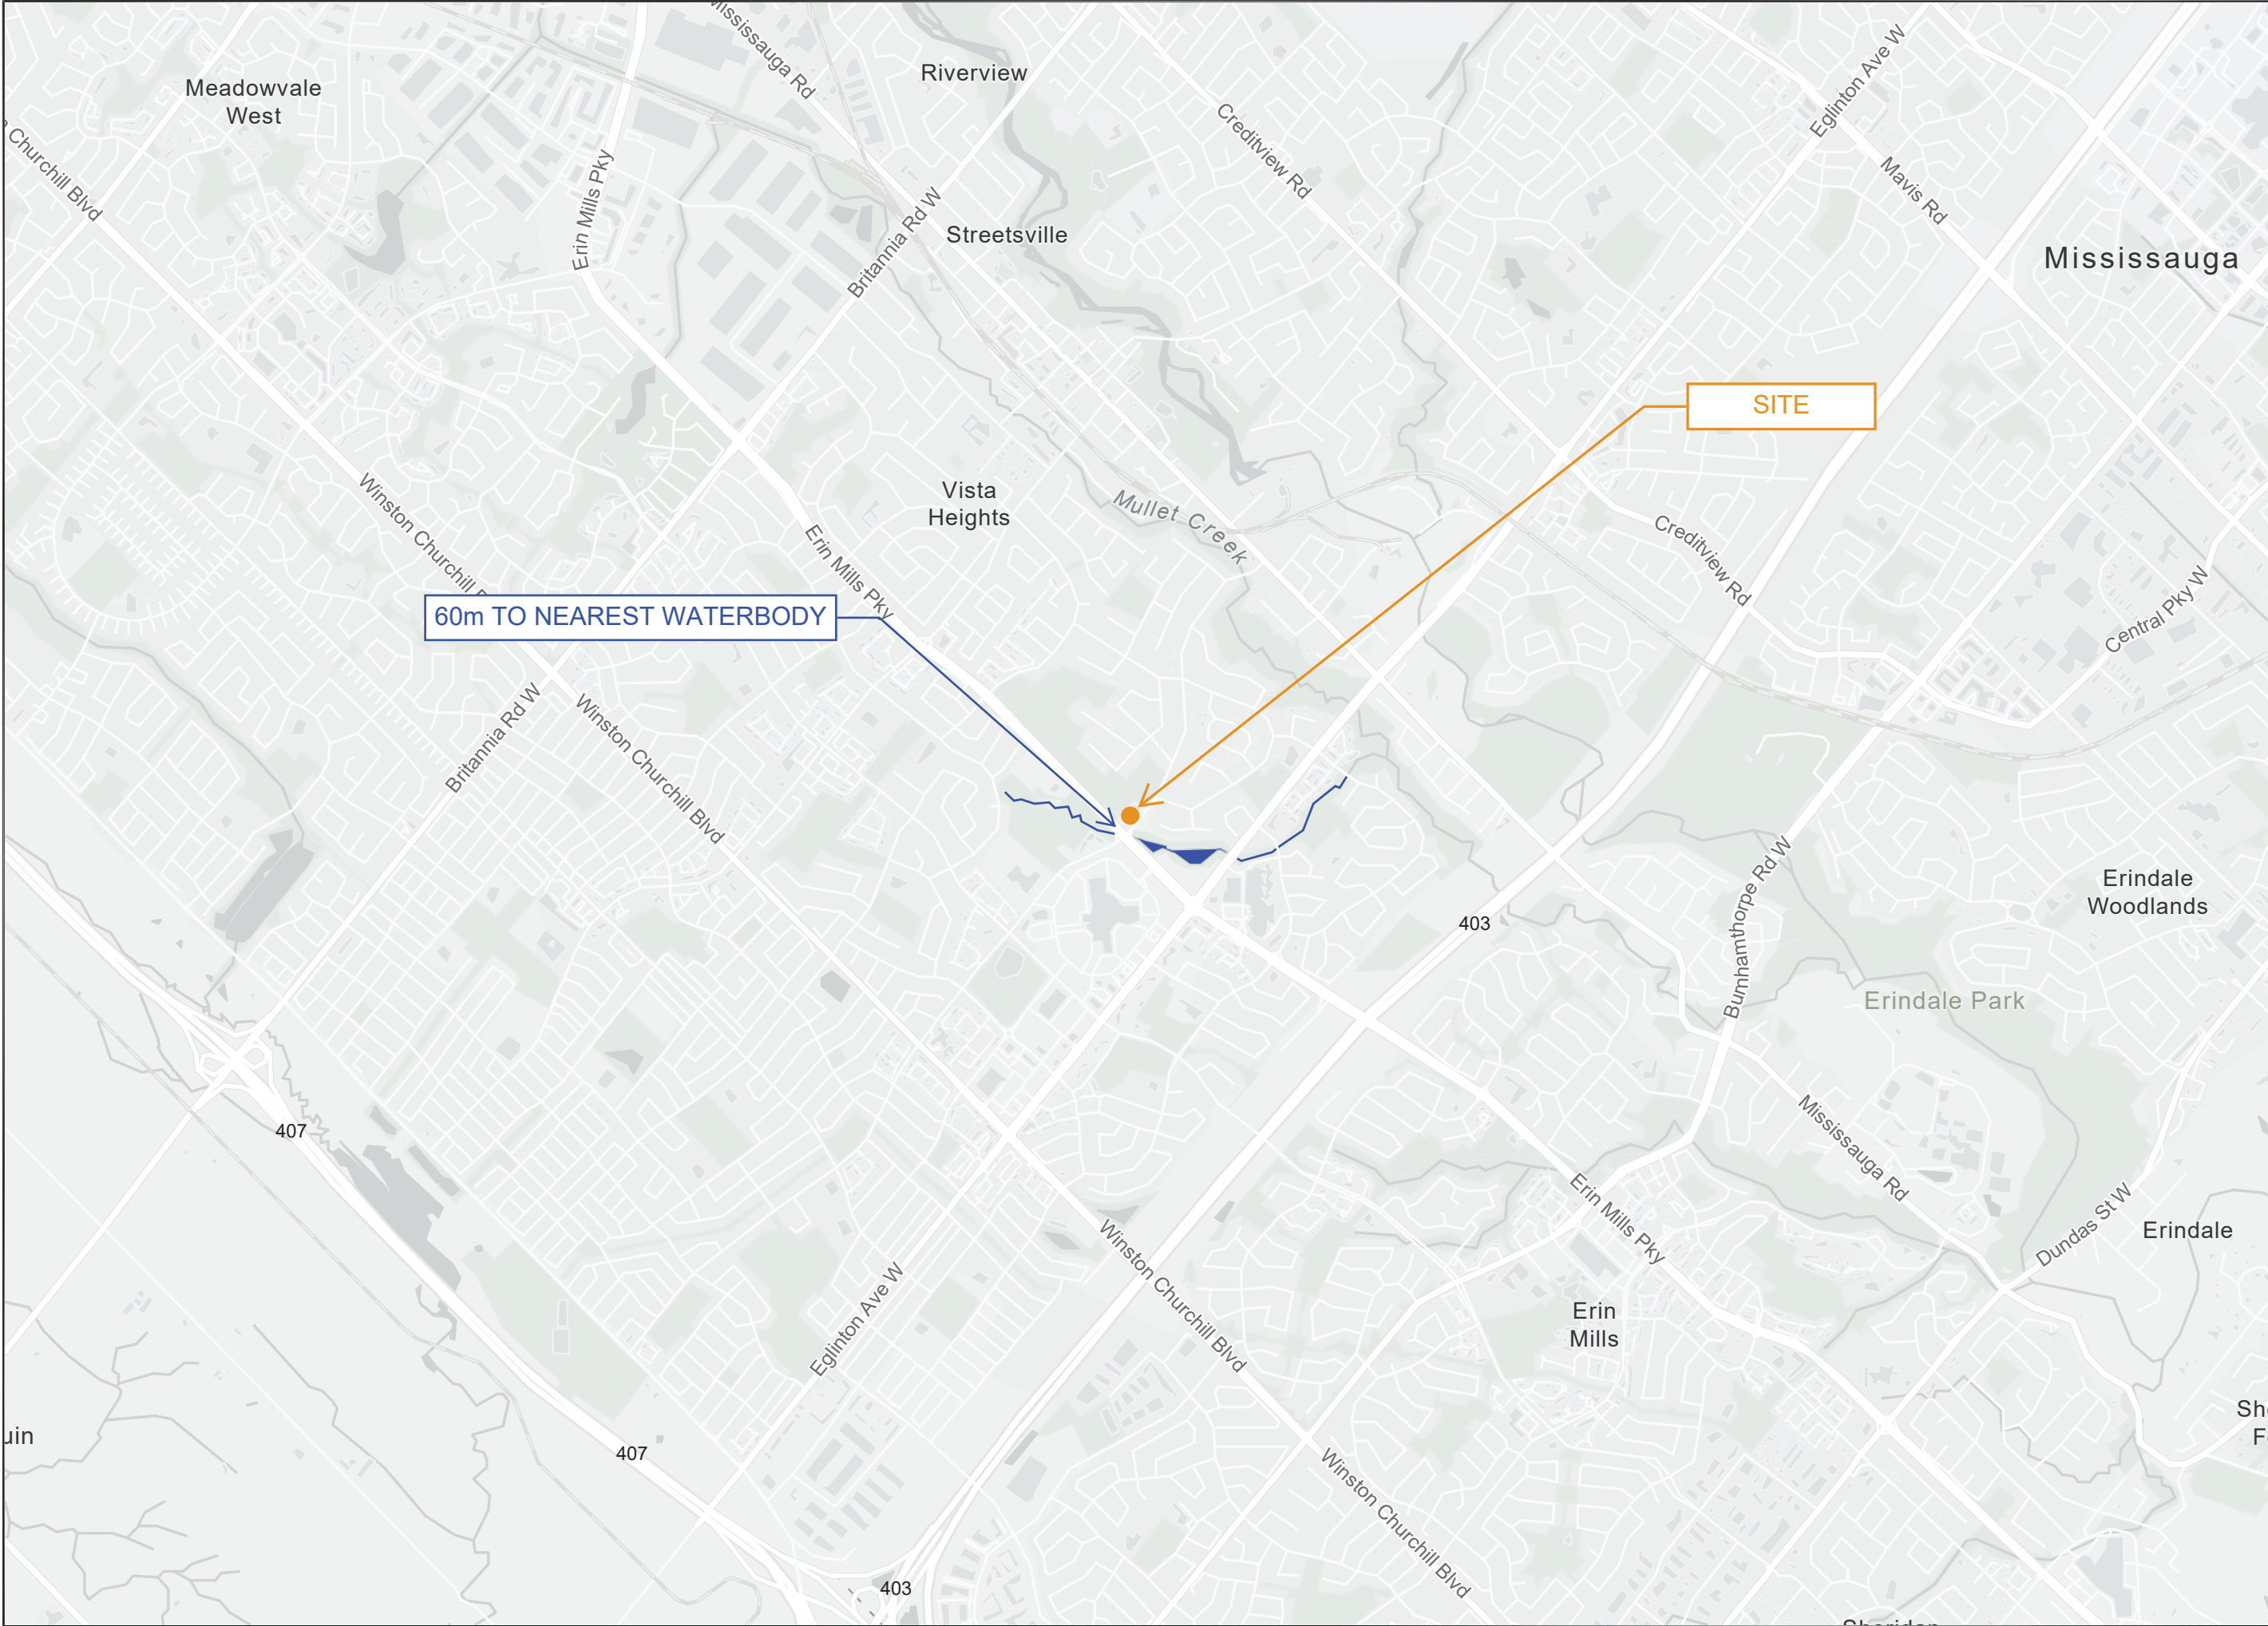 Mississauga Rd
Riverview
Meadowvale
West
Eglinton Ave W
Creditview Rd
Churchill Blvd
Erin Mills Pky
Mavis Rd
Britannia Rd W
Streetsville
Mississauga
SITE
Vista
Heights
Mullet Creek
Winston Churchill
Erin Mills Pky
Creditview Rd
Central Pky W
60m TO NEAREST WATERBODY
Britannia Rd W
Winston Churchill Blvd
Erindale
Woodlands
403
Burnhamthorpe Rd W
Erindale Park
407
Mississauga Rd
Erin Mills Pky
Dundas St W
Erindale
Winston Churchill Blvd
Eglinton Ave W
Erin
Mills
uin
407
Winston Churchill Blvd
403